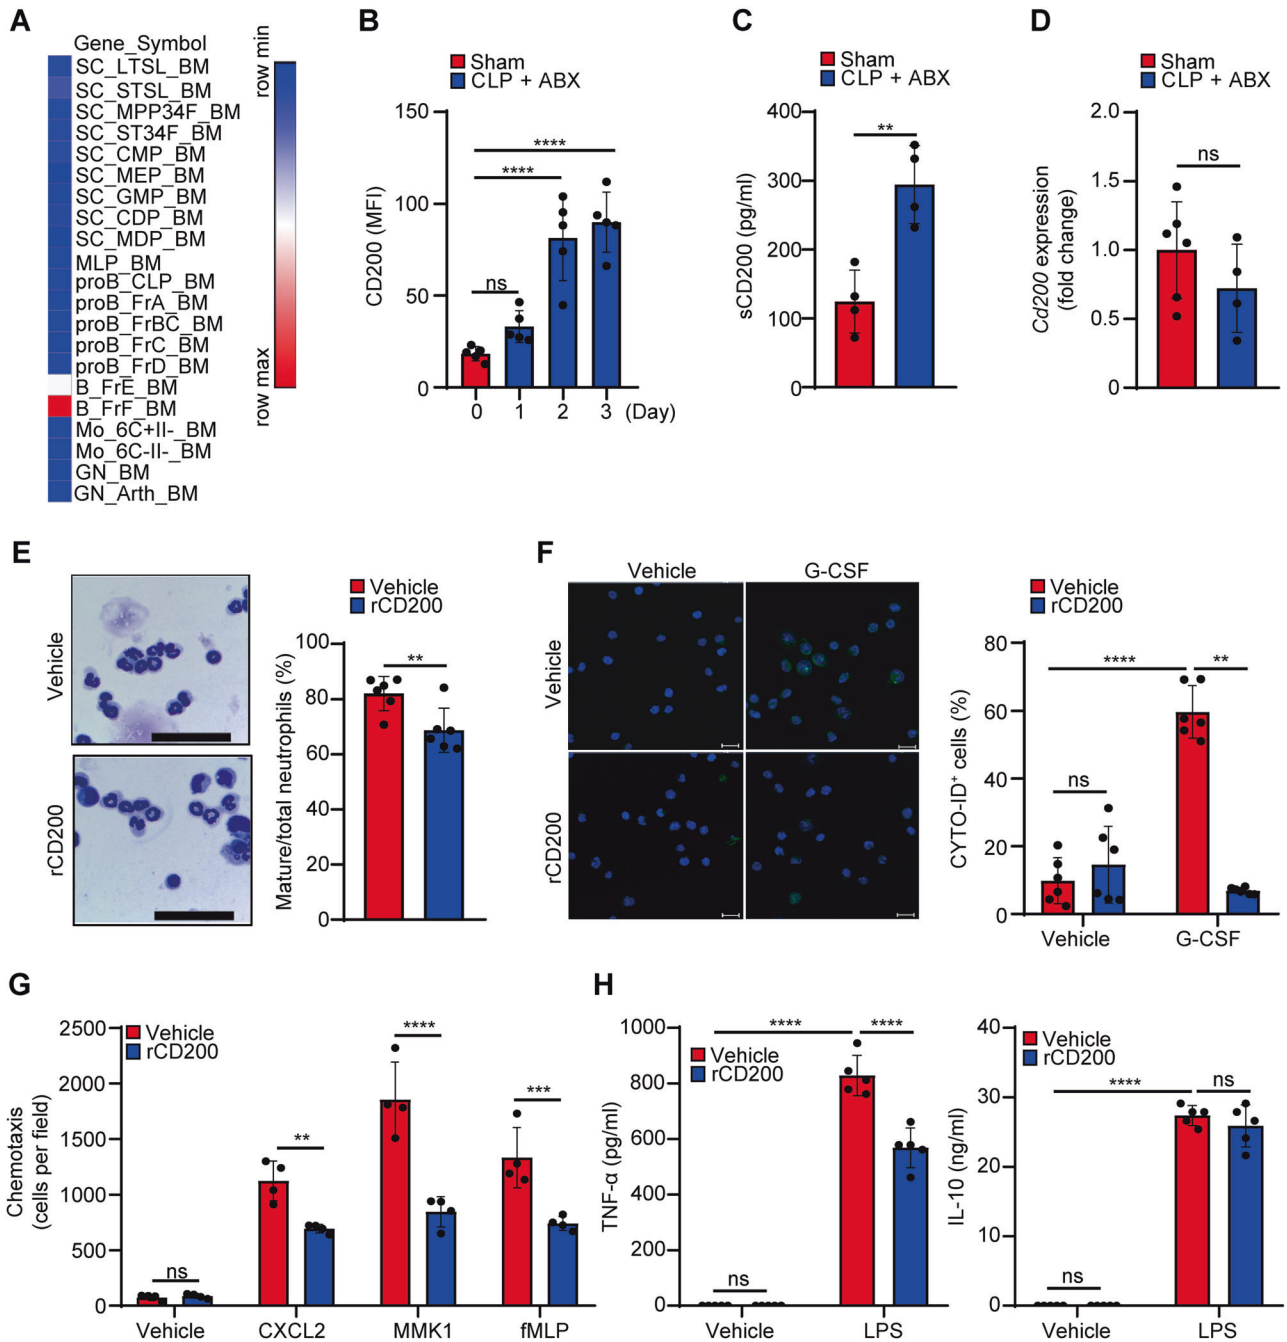 A
Gene_Symbol
SC_LTSL_BM
SC_STSL_BM
SC_MPP34F_BM
SC_ST34F_BM
SC_CMP_BM
SC_MEP_BM
SC_GMP_BM
SC_CDP_BM
SC_MDP_BM
MLP_BM
proB_CLP_BM
proB_FrA_BM
proB_FrBC_BM
proB_FrC_BM
proB_FrD_BM
B_FrE_BM
B_FrF_BM
Mo_6C+II-_BM
Mo_6C-II-_BM
GN_BM
GN_Arth_BM
row min
row max
B
Sham
CLP + ABX
CD200 (MFI)
150
100
50
0
ns
****
****
0 1 2 3 (Day)
C
Sham
CLP + ABX
sCD200 (pg/ml)
400
300
200
100
0
**
D
Sham
CLP + ABX
Cd200 expression
(fold change)
2.0
1.5
1.0
0.5
0
ns
E
Vehicle
rCD200
Vehicle
rCD200
Mature/total neutrophils (%)
100
80
60
40
20
0
**
F
Vehicle G-CSF
Vehicle
rCD200
Vehicle
rCD200
CYTO-ID+ cells (%)
80
60
40
20
0
ns
****
**
Vehicle G-CSF
G
Vehicle
rCD200
Chemotaxis
(cells per field)
2500
2000
1500
1000
500
0
ns
**
****
***
Vehicle CXCL2 MMK1 fMLP
H
Vehicle
rCD200
TNF-α (pg/ml)
1000
800
600
400
200
0
ns
****
****
Vehicle LPS
Vehicle
rCD200
IL-10 (ng/ml)
40
30
20
10
0
ns
****
ns
Vehicle LPS